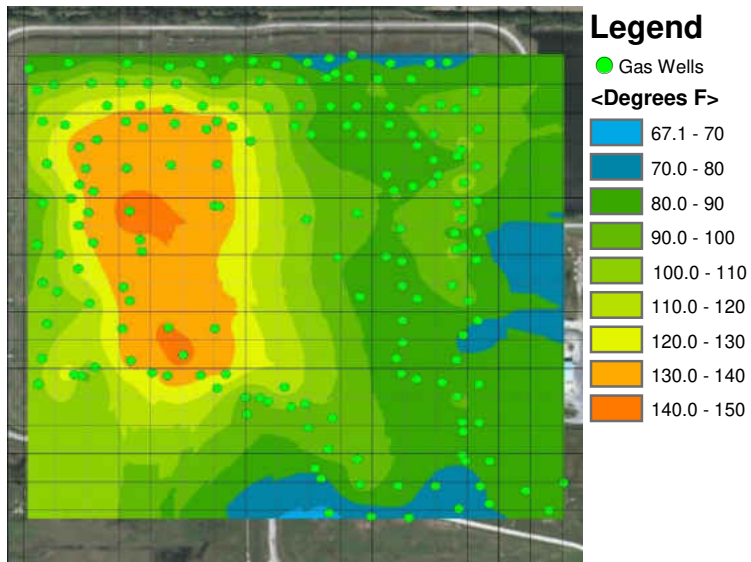 Legend
Gas Wells
<Degrees F>
67.1 - 70
70.0 - 80
80.0 - 90
90.0 - 100
100.0 - 110
110.0 - 120
120.0 - 130
130.0 - 140
140.0 - 150